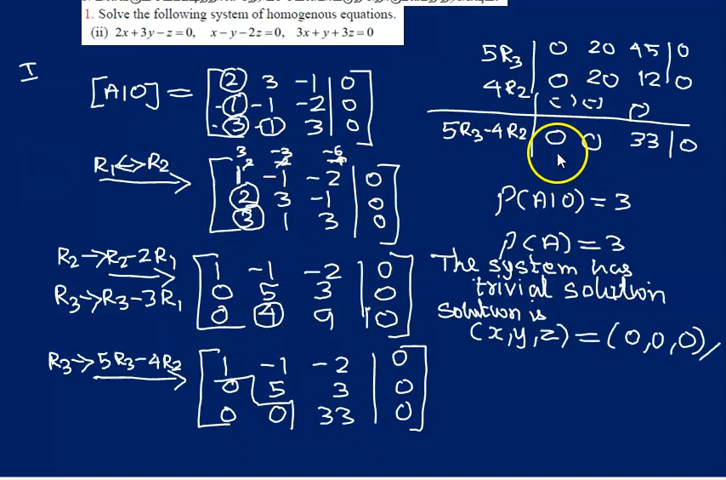 1. Solve the following system of homogenous equations.
(ii) 2x+3y−z=0, x−y−2z=0, 3x+y+3z=0
I
[A|0] = [2 3 −1 | 0
1 −1 −2 | 0
3 1 3 | 0]
R₁↔R₂
3 −3 −6
1 −1 −2 | 0
2 3 −1 | 0
3 1 3 | 0
R₂→R₂−2R₁
R₃→R₃−3R₁
1 −1 −2 | 0
0 5 3 | 0
0 4 9 | 0
R₃→5R₃−4R₂
1 −1 −2 | 0
0 5 3 | 0
0 0 33 | 0
5R₃ | 0 20 45 | 0
4R₂ | 0 20 12 | 0
(−) (−) (−)
5R₃−4R₂ | 0 0 33 | 0
ρ(A|0) = 3
ρ(A) = 3
The system has
trivial solution
solution is
(x,y,z) = (0,0,0)